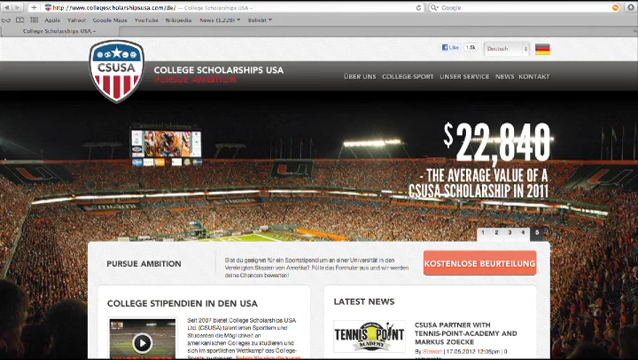 http://www.collegescholarshipsusa.com/de/ — College Scholarships USA
Google
Apple Yahoo! Google Maps YouTube Wikipedia News (5,229) Beliebt
College Scholarships USA –
Like 1.5k Deutsch
CSUSA
COLLEGE SCHOLARSHIPS USA
PURSUE AMBITION
ÜBER UNS COLLEGE-SPORT UNSER SERVICE NEWS KONTAKT
$22,840
- THE AVERAGE VALUE OF A
CSUSA SCHOLARSHIP IN 2011
1 2 3 4 5
PURSUE AMBITION
Bist du geeignet für ein Sportstipendium an einer Universität in den
Vereinigten Staaten von Amerika? Fülle das Formular aus und wir werden
deine Chancen bewerten!
KOSTENLOSE BEURTEILUNG
COLLEGE STIPENDIEN IN DEN USA
Seit 2007 bietet College Scholarships USA
Ltd. (CSUSA) talentierten Sportlern und
Studenten die Möglichkeit an
amerikanischen Colleges zu studieren und
sich im sportlichen Wettkampf des College-
LATEST NEWS
TENNIS POINT
ACADEMY
CSUSA PARTNER WITH
TENNIS-POINT-ACADEMY AND
MARKUS ZOECKE
By Stewart | 17.05.2012 12:06pm | 0